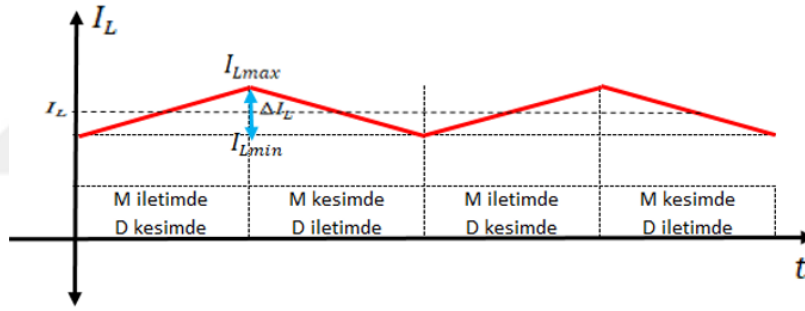 I_L
I_Lmax
I_L
ΔI_L
I_Lmin
M iletimde
D kesimde
M kesimde
D iletimde
M iletimde
D kesimde
M kesimde
D iletimde
t